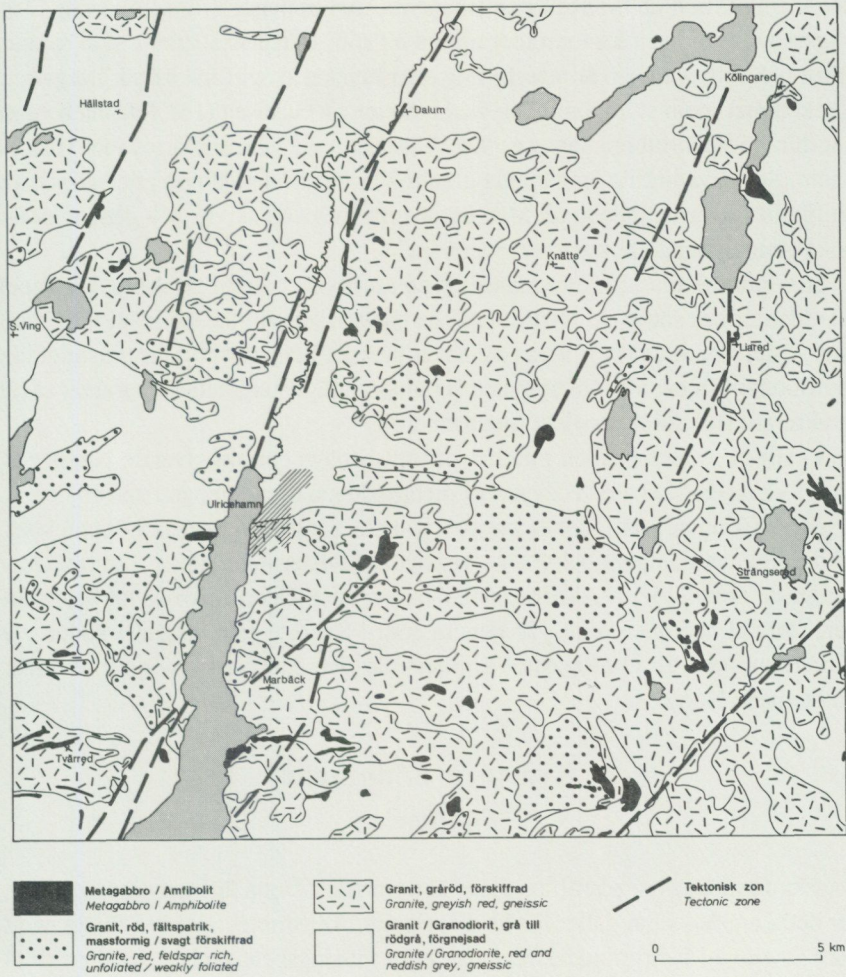 Kölingared
Hällstad
Dalum
Knätte
S.Ving
Liared
Ulricehamn
Strängsered
Marbäck
Tvärred
Metagabbro / Amfibolit
Metagabbro / Amphibolite
Granit, röd, fältspatrik,
massformig / svagt förskiffrad
Granite, red, feldspar rich,
unfoliated / weakly foliated
Granit, gråröd, förskiffrad
Granite, greyish red, gneissic
Granit / Granodiorit, grå till
rödgrå, förgnejsad
Granite / Granodiorite, red and
reddish grey, gneissic
Tektonisk zon
Tectonic zone
0 5 km